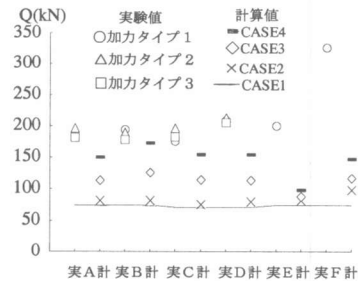 Q(kN)
350
300
250
200
150
100
50
0
実験値
○加力タイプ1
△加力タイプ2
□加力タイプ3
計算値
CASE4
◇CASE3
×CASE2
CASE1
実A計 実B計 実C計 実D計 実E計 実F計